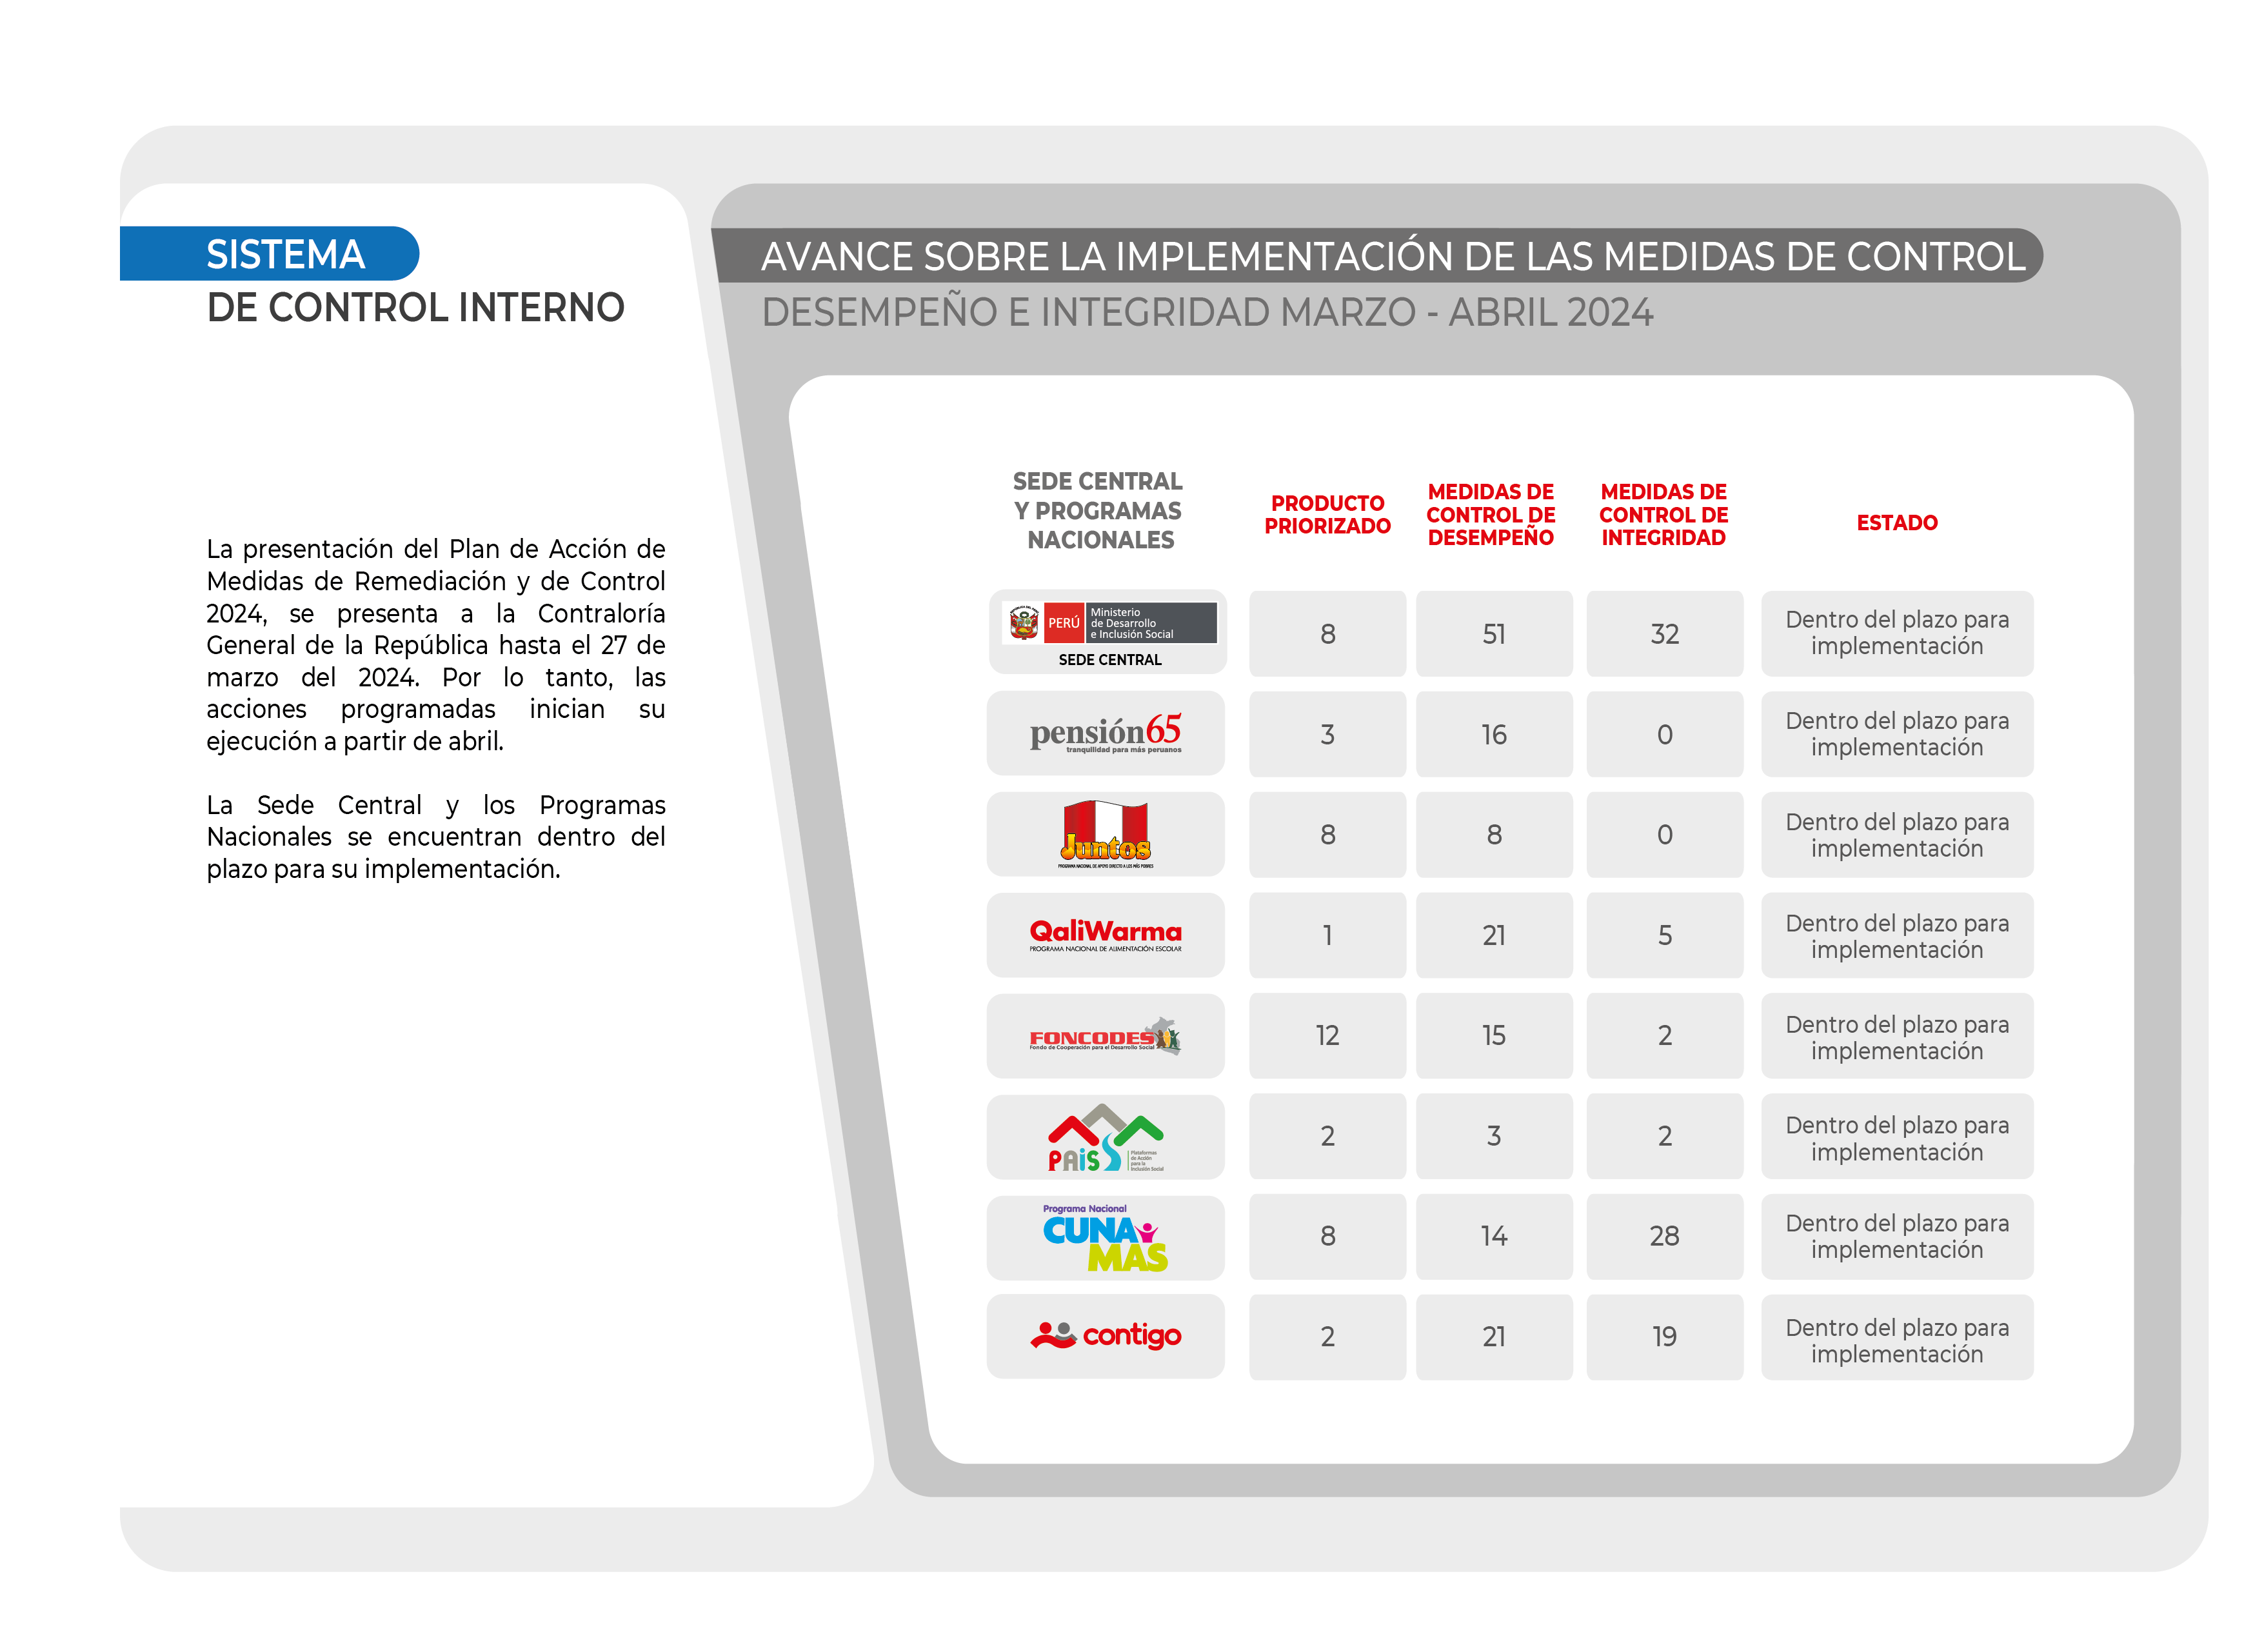 SISTEMA
DE CONTROL INTERNO
La presentación del Plan de Acción de
Medidas de Remediación y de Control
2024, se presenta a la Contraloría
General de la República hasta el 27 de
marzo del 2024. Por lo tanto, las
acciones programadas inician su
ejecución a partir de abril.
La Sede Central y los Programas
Nacionales se encuentran dentro del
plazo para su implementación.
AVANCE SOBRE LA IMPLEMENTACIÓN DE LAS MEDIDAS DE CONTROL
DESEMPEÑO E INTEGRIDAD MARZO - ABRIL 2024
SEDE CENTRAL
Y PROGRAMAS
NACIONALES
PRODUCTO
PRIORIZADO
MEDIDAS DE
CONTROL DE
DESEMPEÑO
MEDIDAS DE
CONTROL DE
INTEGRIDAD
ESTADO
PERÚ
Ministerio
de Desarrollo
e Inclusión Social
SEDE CENTRAL
8
51
32
Dentro del plazo para
implementación
pensión65
tranquilidad para más peruanos
3
16
0
Dentro del plazo para
implementación
Juntos
PROGRAMA NACIONAL DE APOYO DIRECTO A LOS MÁS POBRES
8
8
0
Dentro del plazo para
implementación
QaliWarma
PROGRAMA NACIONAL DE ALIMENTACIÓN ESCOLAR
1
21
5
Dentro del plazo para
implementación
FONCODES
Fondo de Cooperación para el Desarrollo Social
12
15
2
Dentro del plazo para
implementación
PAiS
Plataformas
de Acción
para la
Inclusión Social
2
3
2
Dentro del plazo para
implementación
Programa Nacional
CUNA
MAS
8
14
28
Dentro del plazo para
implementación
contigo
2
21
19
Dentro del plazo para
implementación